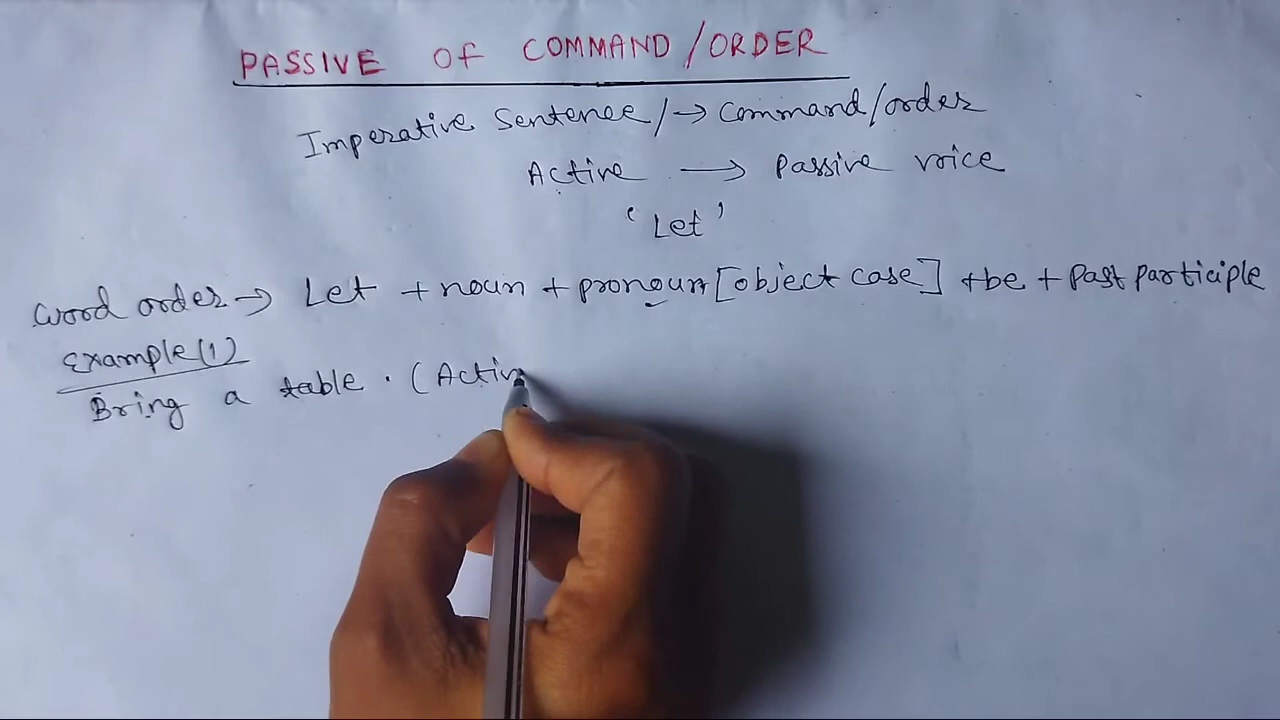 PASSIVE OF COMMAND/ORDER
Imperative Sentence/→ Command/order
Active → Passive voice
'Let'
Word order → Let + noun + pronoun [object case] + be + Past participle
Example(1)
Bring a table. (Activ